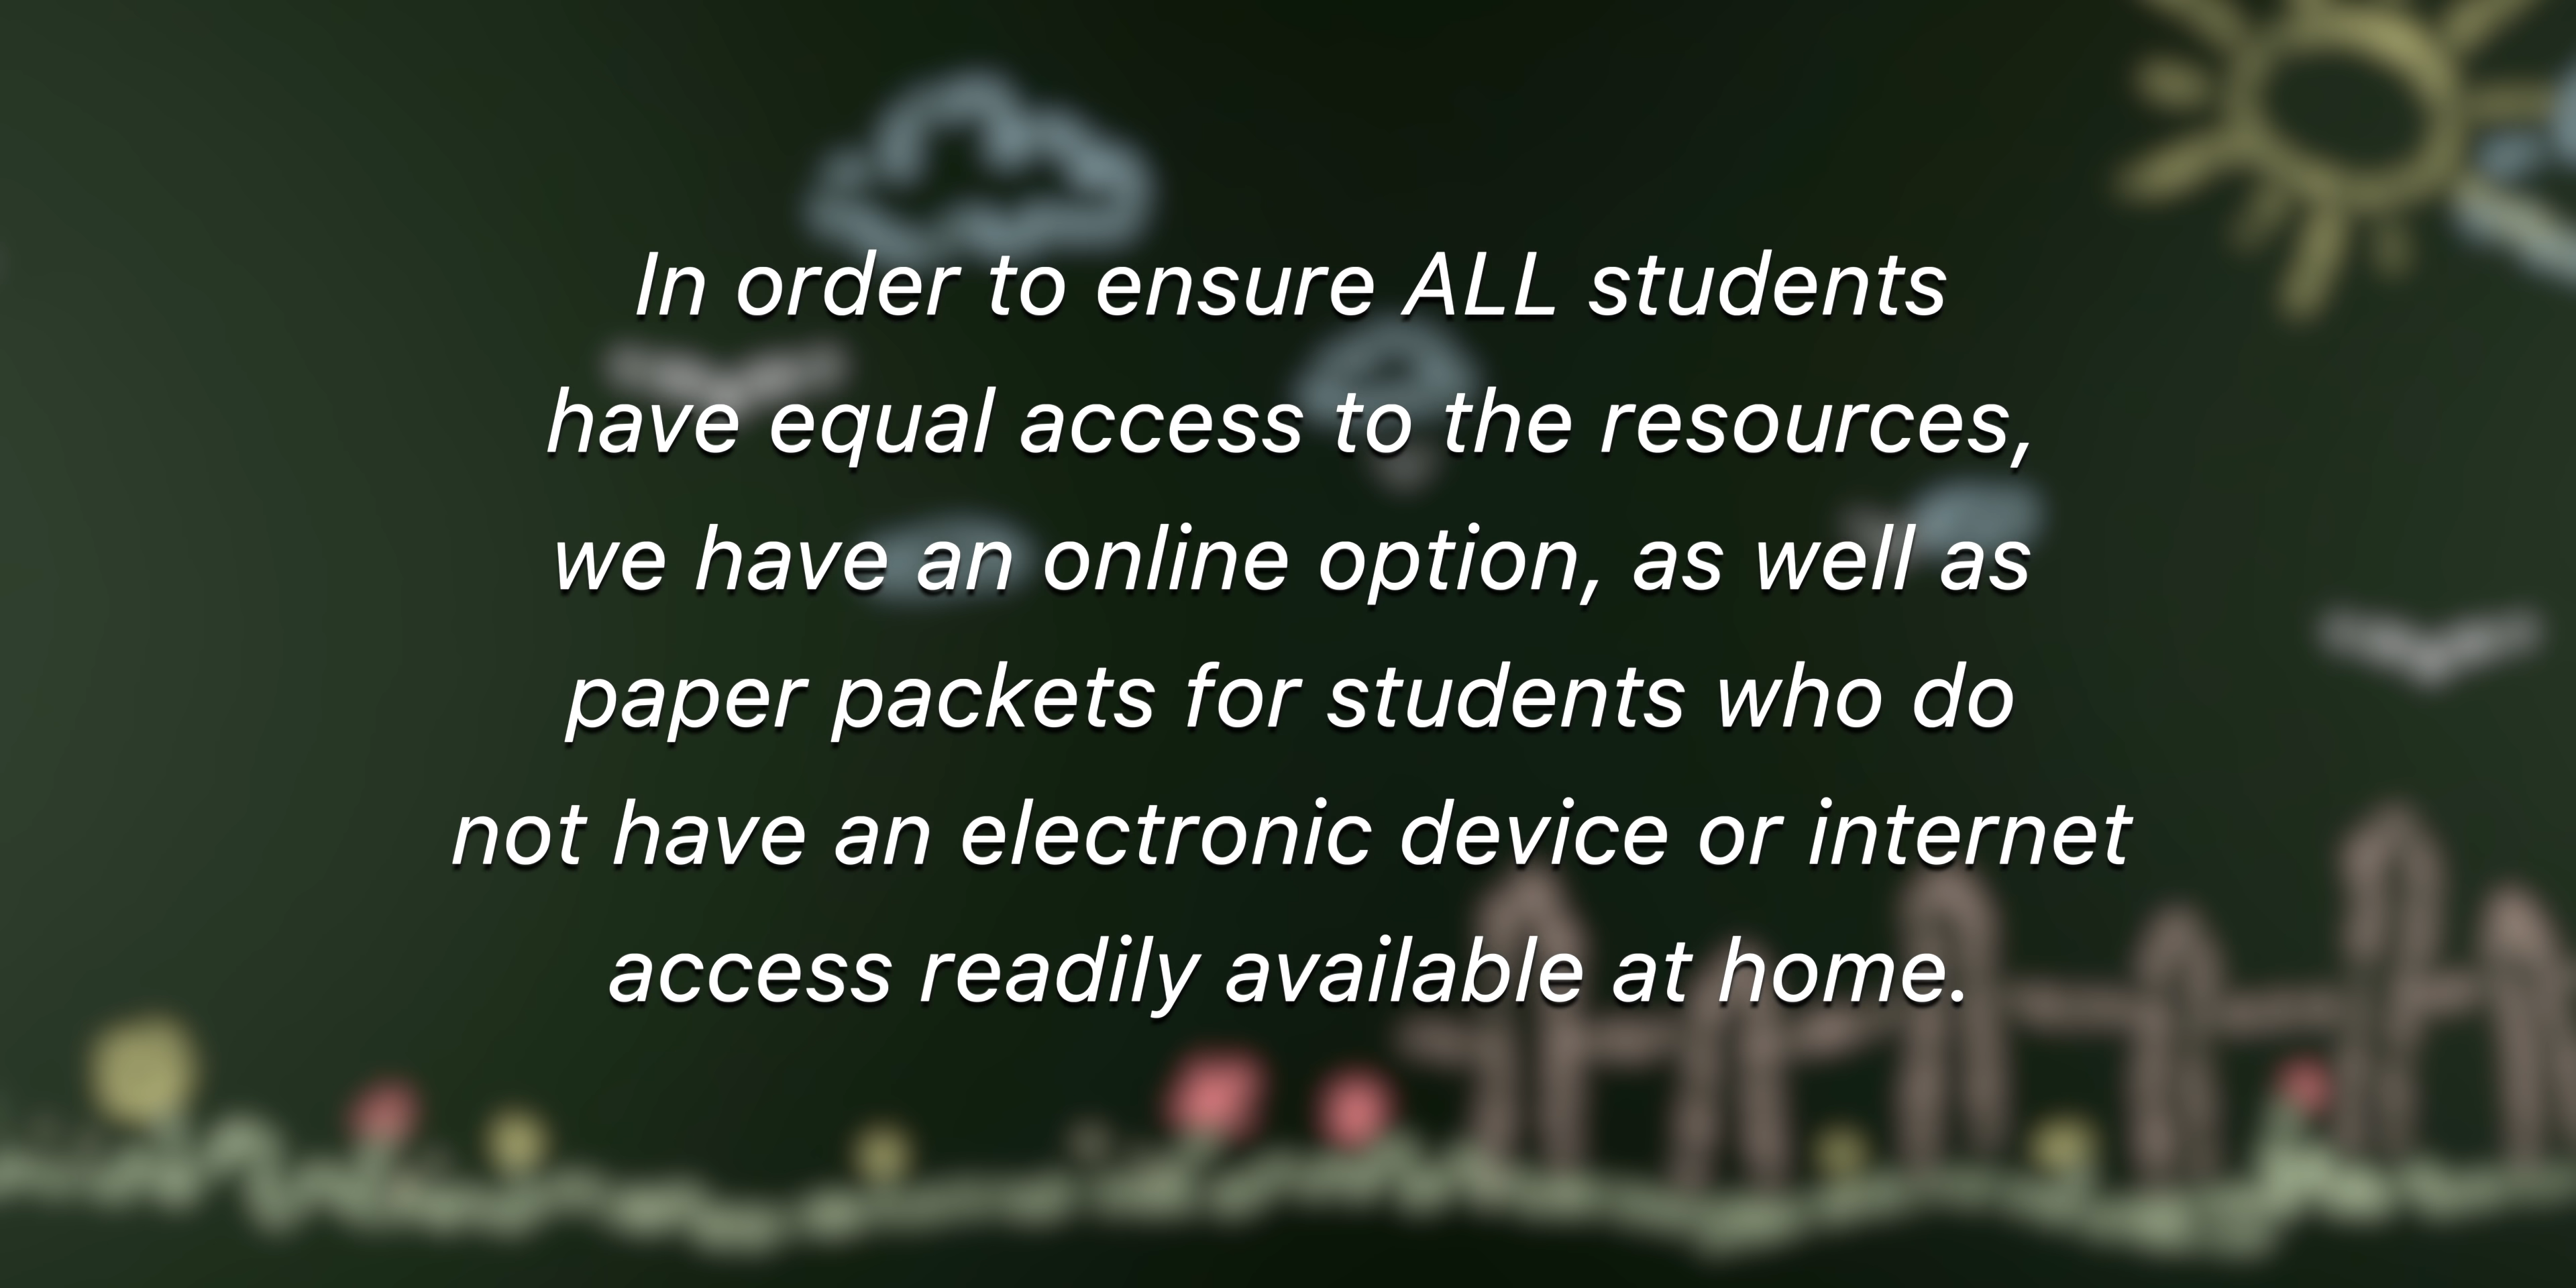 In order to ensure ALL students
have equal access to the resources,
we have an online option, as well as
paper packets for students who do
not have an electronic device or internet
access readily available at home.